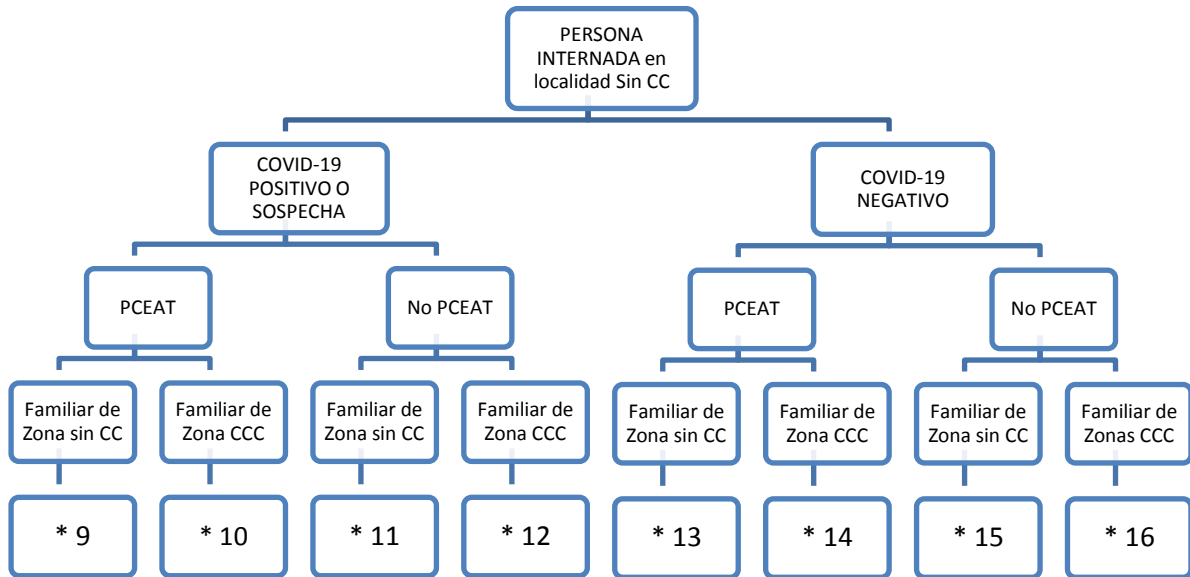 PERSONA
INTERNADA en
localidad Sin CC
COVID-19
POSITIVO O
SOSPECHA
COVID-19
NEGATIVO
PCEAT
No PCEAT
PCEAT
No PCEAT
Familiar de
Zona sin CC
Familiar de
Zona CCC
Familiar de
Zona sin CC
Familiar de
Zona CCC
Familiar de
Zona sin CC
Familiar de
Zona CCC
Familiar de
Zona sin CC
Familiar de
Zonas CCC
* 9
* 10
* 11
* 12
* 13
* 14
* 15
* 16